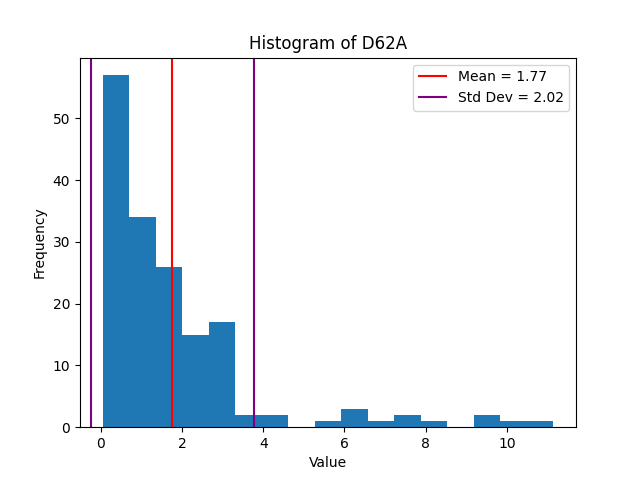 Histogram of D62A
Mean = 1.77
Std Dev = 2.02
Frequency
50
40
30
20
10
0
0 2 4 6 8 10
Value